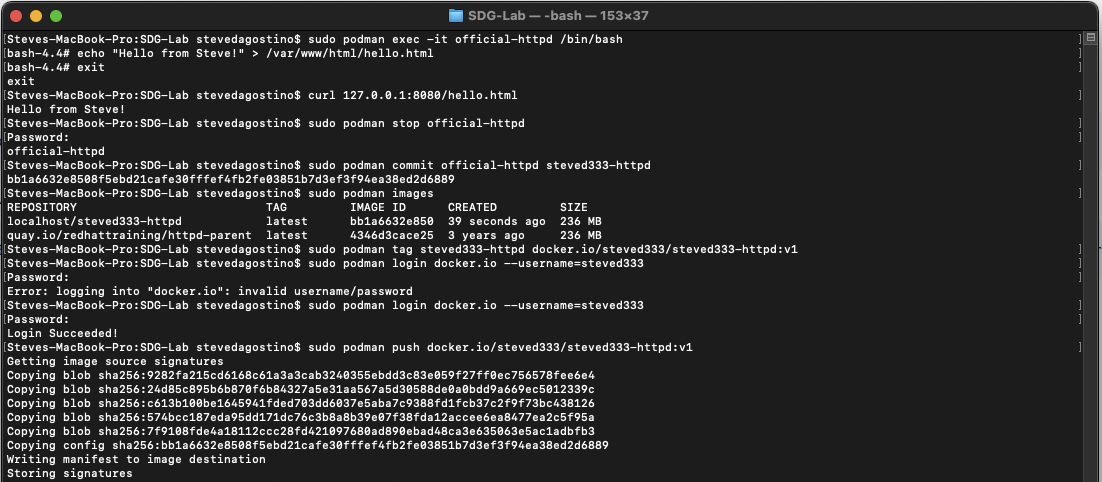 SDG-Lab — -bash — 153×37
[Steves-MacBook-Pro:SDG-Lab stevedagostino$ sudo podman exec -it official-httpd /bin/bash ]
[bash-4.4# echo "Hello from Steve!" > /var/www/html/hello.html ]
[bash-4.4# exit ]
exit
[Steves-MacBook-Pro:SDG-Lab stevedagostino$ curl 127.0.0.1:8080/hello.html ]
Hello from Steve!
[Steves-MacBook-Pro:SDG-Lab stevedagostino$ sudo podman stop official-httpd ]
[Password: ]
official-httpd
[Steves-MacBook-Pro:SDG-Lab stevedagostino$ sudo podman commit official-httpd steved333-httpd ]
bb1a6632e8508f5ebd21cafe30fffef4fb2fe03851b7d3ef3f94ea38ed2d6889
[Steves-MacBook-Pro:SDG-Lab stevedagostino$ sudo podman images ]
REPOSITORY TAG IMAGE ID CREATED SIZE
localhost/steved333-httpd latest bb1a6632e850 39 seconds ago 236 MB
quay.io/redhattraining/httpd-parent latest 4346d3cace25 3 years ago 236 MB
[Steves-MacBook-Pro:SDG-Lab stevedagostino$ sudo podman tag steved333-httpd docker.io/steved333/steved333-httpd:v1 ]
[Steves-MacBook-Pro:SDG-Lab stevedagostino$ sudo podman login docker.io --username=steved333 ]
[Password: ]
Error: logging into "docker.io": invalid username/password
[Steves-MacBook-Pro:SDG-Lab stevedagostino$ sudo podman login docker.io --username=steved333 ]
[Password: ]
Login Succeeded!
[Steves-MacBook-Pro:SDG-Lab stevedagostino$ sudo podman push docker.io/steved333/steved333-httpd:v1 ]
Getting image source signatures
Copying blob sha256:9282fa215cd6168c61a3a3cab3240355ebdd3c83e059f27ff0ec756578fee6e4
Copying blob sha256:24d85c895b6b870f6b84327a5e31aa567a5d30588de0a0bdd9a669ec5012339c
Copying blob sha256:c613b100be1645941fded703dd6037e5aba7c9388fd1fcb37c2f9f73bc438126
Copying blob sha256:574bcc187eda95dd171dc76c3b8a8b39e07f38fda12accee6ea8477ea2c5f95a
Copying blob sha256:7f9108fde4a18112ccc28fd421097680ad890ebad48ca3e635063e5ac1adbfb3
Copying config sha256:bb1a6632e8508f5ebd21cafe30fffef4fb2fe03851b7d3ef3f94ea38ed2d6889
Writing manifest to image destination
Storing signatures